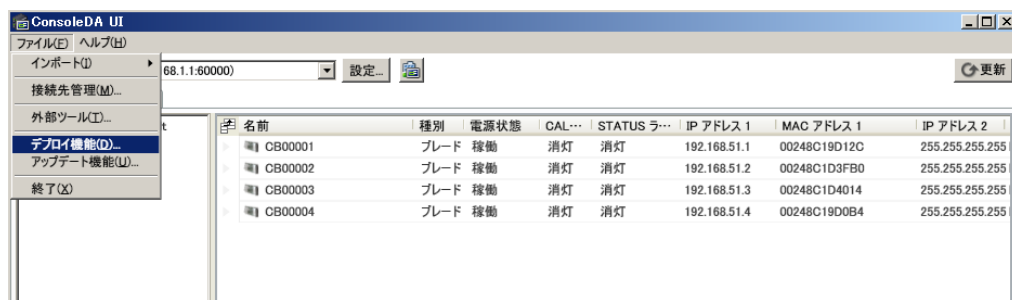 ConsoleDA UI
ファイル(F) ヘルプ(H)
インポート(I)
68.1.1:60000) 設定... 更新
接続先管理(M)...
外部ツール(T)...
t
デプロイ機能(D)...
アップデート機能(U)...
終了(X)
名前 種別 電源状態 CAL… STATUS ラ… IP アドレス 1 MAC アドレス 1 IP アドレス 2
CB00001 ブレード 稼働 消灯 消灯 192.168.51.1 00248C19D12C 255.255.255.255
CB00002 ブレード 稼働 消灯 消灯 192.168.51.2 00248C1D3FB0 255.255.255.255
CB00003 ブレード 稼働 消灯 消灯 192.168.51.3 00248C1D4014 255.255.255.255
CB00004 ブレード 稼働 消灯 消灯 192.168.51.4 00248C19D0B4 255.255.255.255